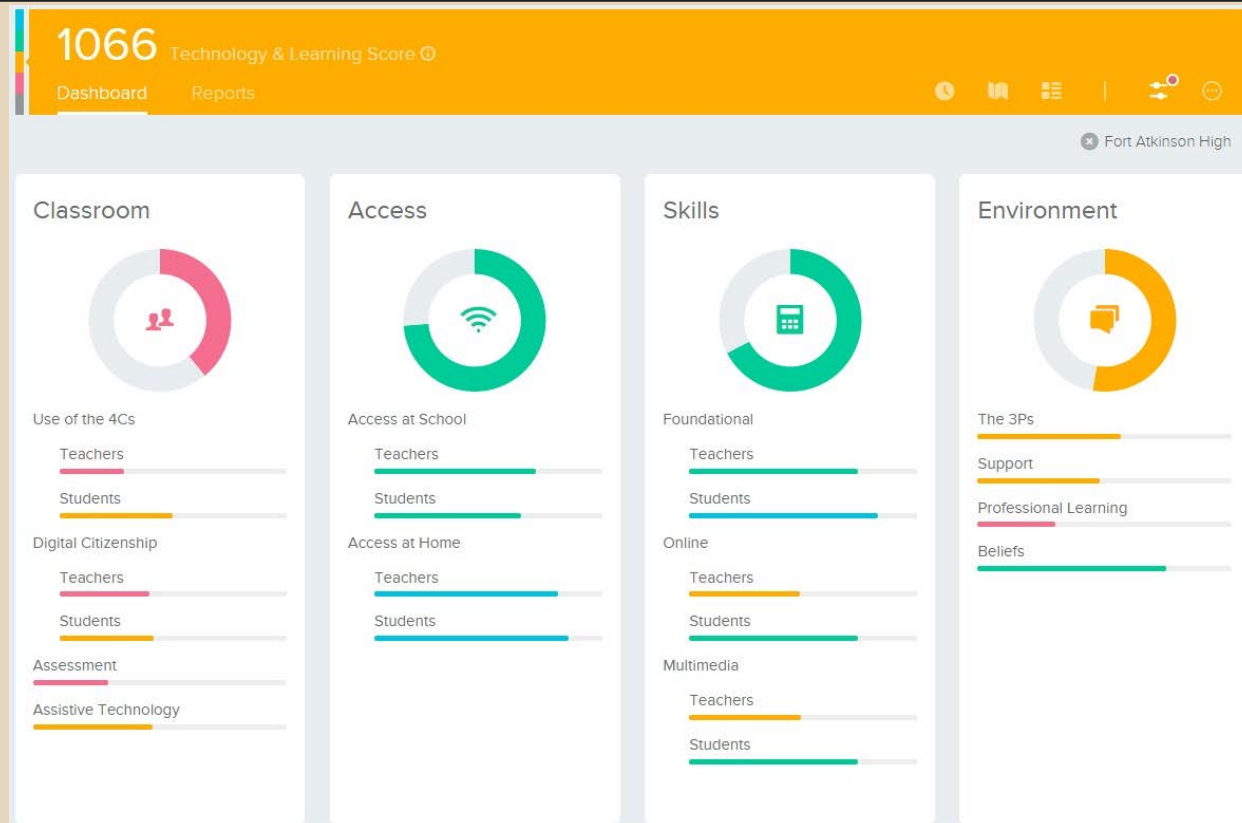 1066 Technology & Learning Score
Dashboard Reports
Fort Atkinson High
Classroom
Use of the 4Cs
Teachers
Students
Digital Citizenship
Teachers
Students
Assessment
Assistive Technology
Access
Access at School
Teachers
Students
Access at Home
Teachers
Students
Skills
Foundational
Teachers
Students
Online
Teachers
Students
Multimedia
Teachers
Students
Environment
The 3Ps
Support
Professional Learning
Beliefs